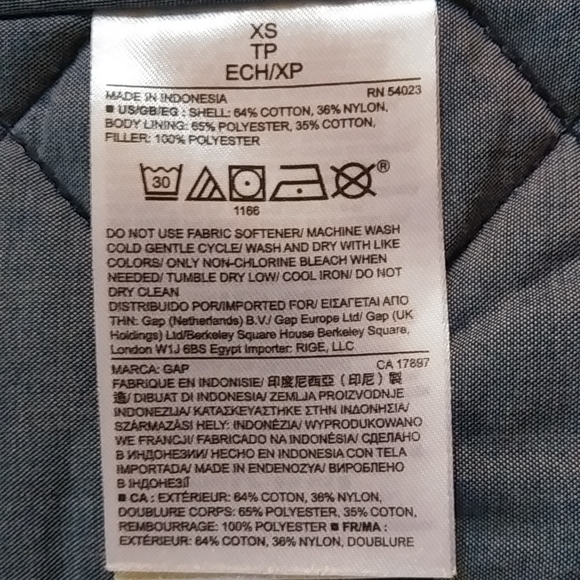 XS
TP
ECH/XP
MADE IN INDONESIA RN 54023
■ US/GB/EG : SHELL: 64% COTTON, 36% NYLON,
BODY LINING: 65% POLYESTER, 35% COTTON,
FILLER: 100% POLYESTER
30 ®
1166
DO NOT USE FABRIC SOFTENER/ MACHINE WASH
COLD GENTLE CYCLE/ WASH AND DRY WITH LIKE
COLORS/ ONLY NON-CHLORINE BLEACH WHEN
NEEDED/ TUMBLE DRY LOW/ COOL IRON/ DO NOT
DRY CLEAN
DISTRIBUIDO POR/IMPORTED FOR/ ΕΙΣΑΓΕΤΑΙ ΑΠΟ
ΤΗΝ: Gap (Netherlands) B.V./ Gap Europe Ltd/ Gap (UK
Holdings) Ltd/Berkeley Square House Berkeley Square,
London W1J 6BS Egypt Importer: RIGE, LLC
MARCA: GAP CA 17897
FABRIQUE EN INDONISIE/ 印度尼西亞（印尼）製
造/ DIBUAT DI INDONESIA/ ZEMLJA PROIZVODNJE
INDONEZIJA/ ΚΑΤΑΣΚΕΥΑΣΤΗΚΕ ΣΤΗΝ ΙΝΔΟΝΗΣΙΑ/
SZÁRMAZÁSI HELY: INDONÉZIA/ WYPRODUKOWANO
WE FRANCJI/ FABRICADO NA INDONÉSIA/ СДЕЛАНО
В ИНДОНЕЗИИ/ HECHO EN INDONESIA CON TELA
IMPORTADA/ MADE IN ENDENOZYA/ ВИРОБЛЕНО
В ІНДОНЕЗІЇ
■ CA : EXTÉRIEUR: 64% COTON, 36% NYLON,
DOUBLURE CORPS: 65% POLYESTER, 35% COTON,
REMBOURRAGE: 100% POLYESTER ■ FR/MA :
EXTÉRIEUR: 64% COTON, 36% NYLON, DOUBLURE